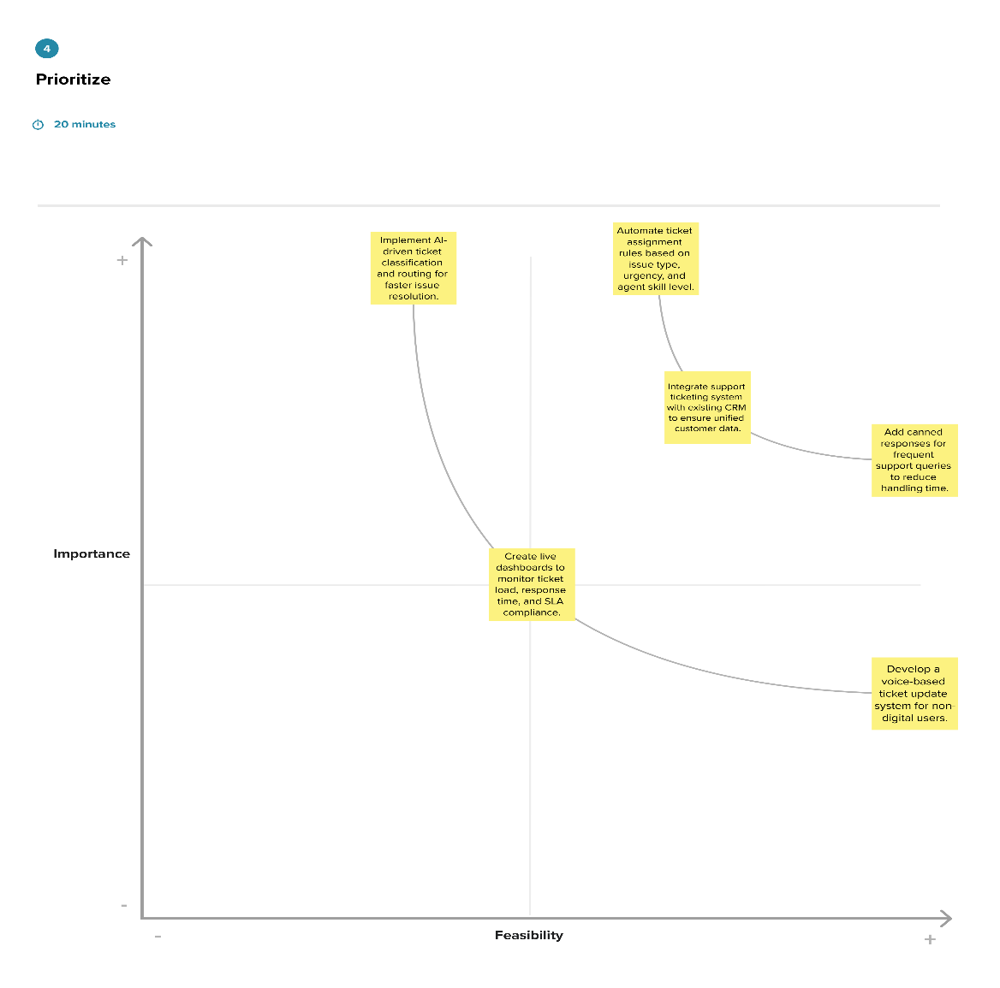 4
Prioritize
20 minutes
+
Implement AI-
driven ticket
classification
and routing for
faster issue
resolution.
Automate ticket
assignment
rules based on
issue type,
urgency, and
agent skill level.
Integrate support
ticketing system
with existing CRM
to ensure unified
customer data.
Add canned
responses for
frequent
support queries
to reduce
handling time.
Importance
Create live
dashboards to
monitor ticket
load, response
time, and SLA
compliance.
Develop a
voice-based
ticket update
system for non-
digital users.
-
-
Feasibility
+